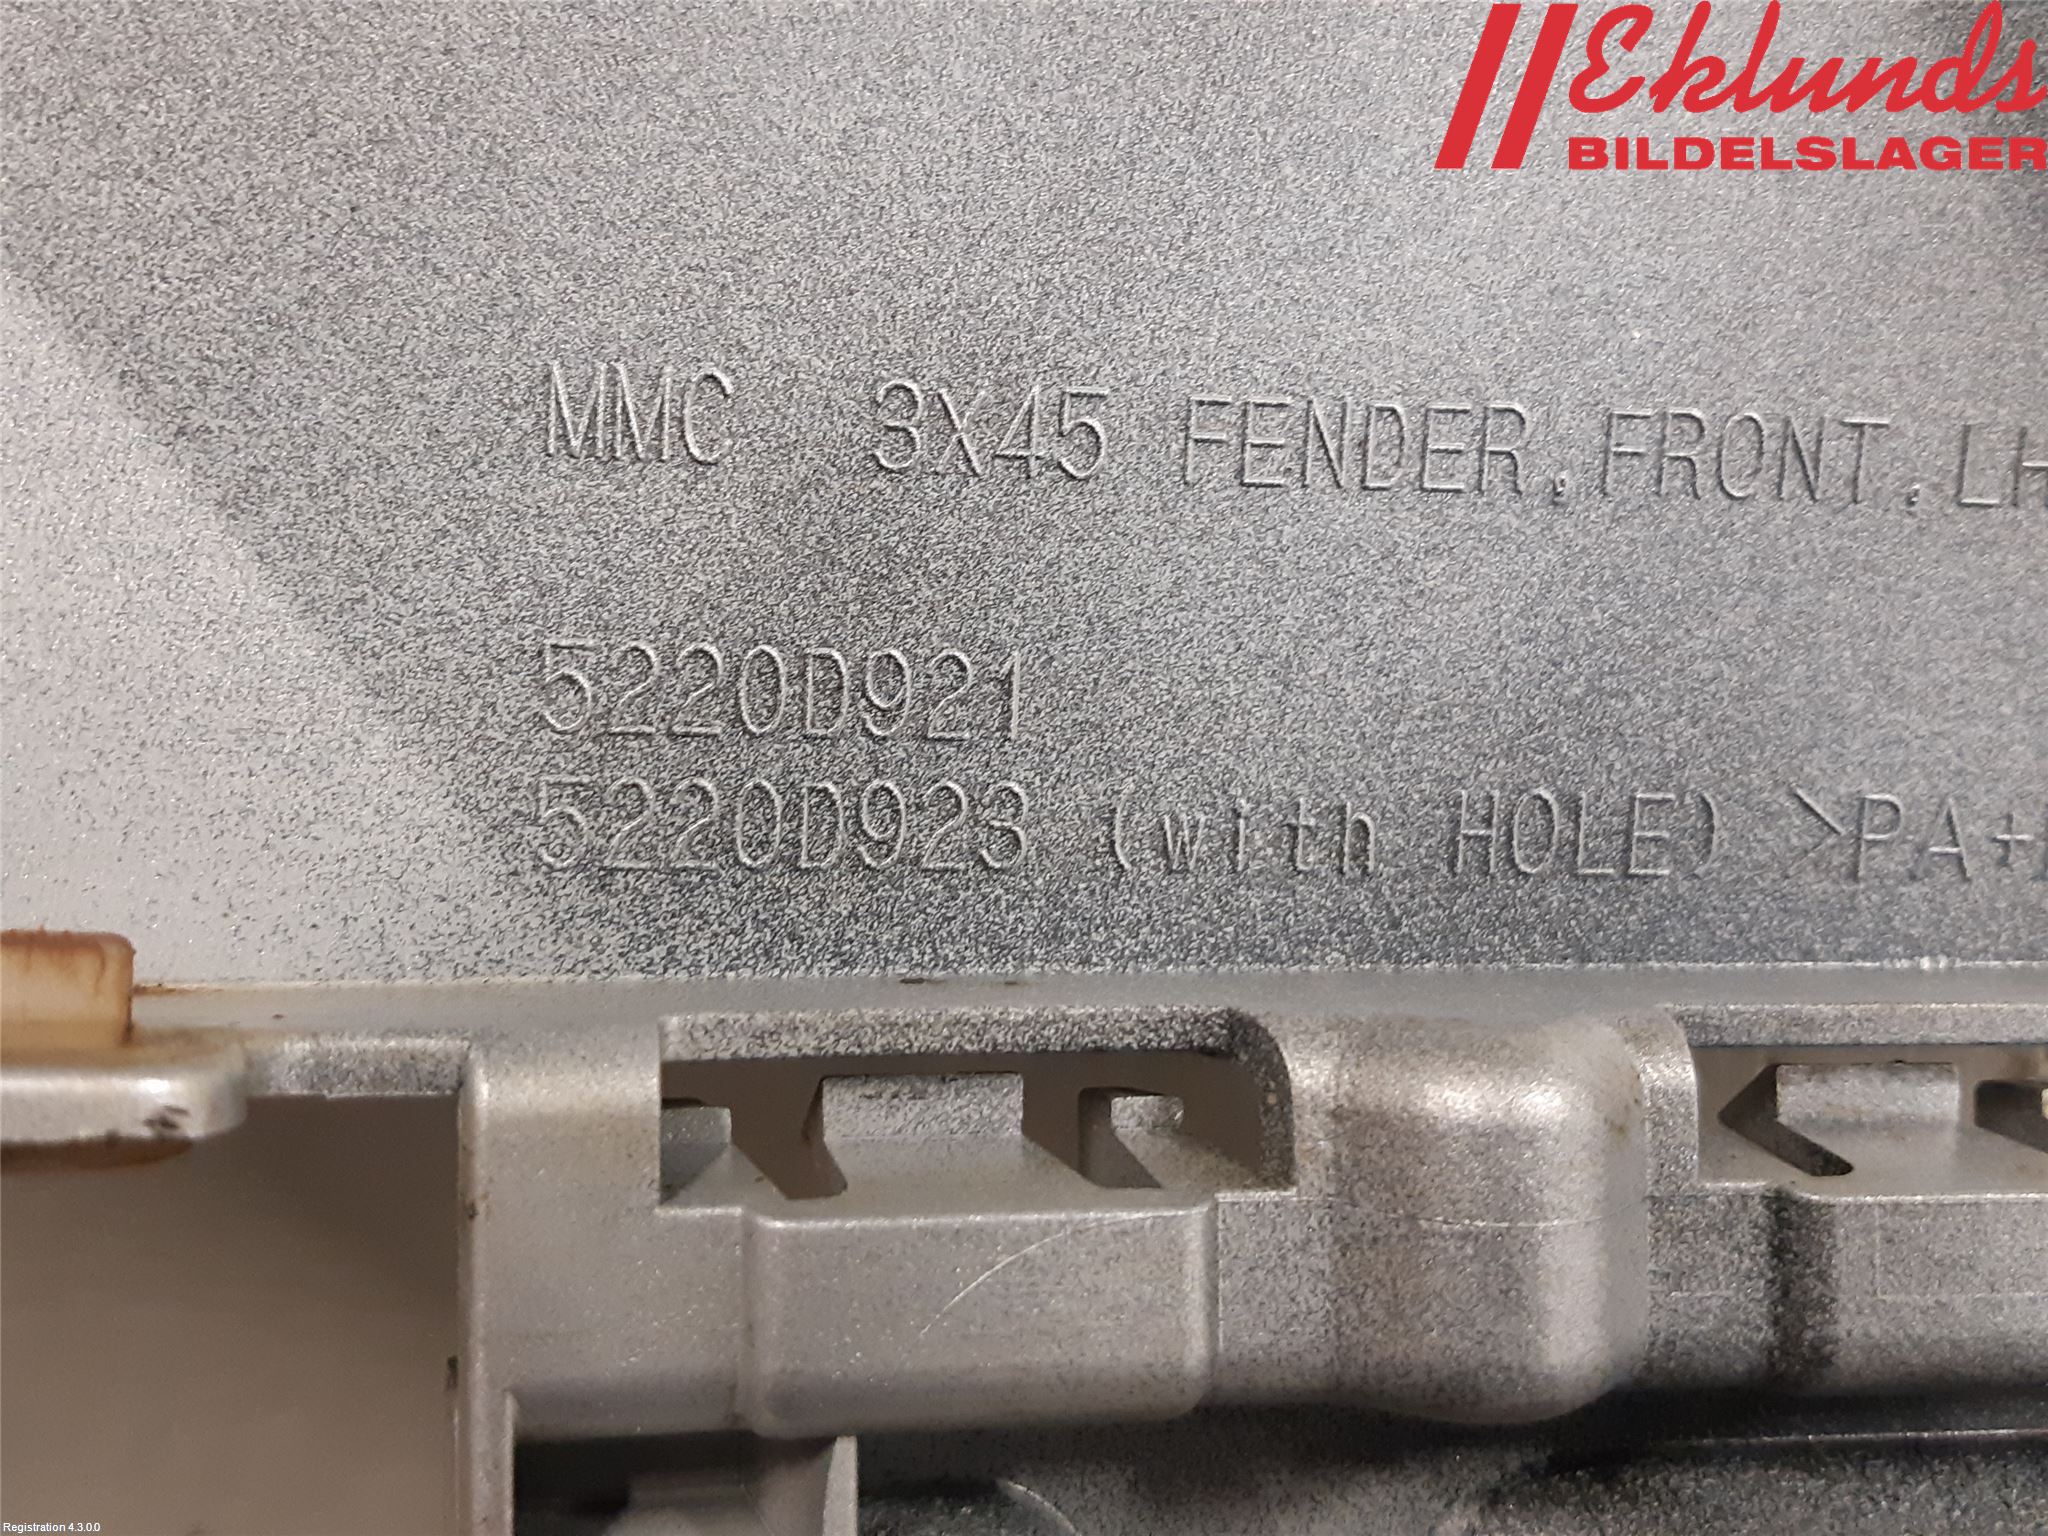 Eklunds
BILDELSLAGER
MMC 3X45 FENDER,FRONT,LH
5220D921
5220D923 (with HOLE) >PA+
Registration 4.3.0.0